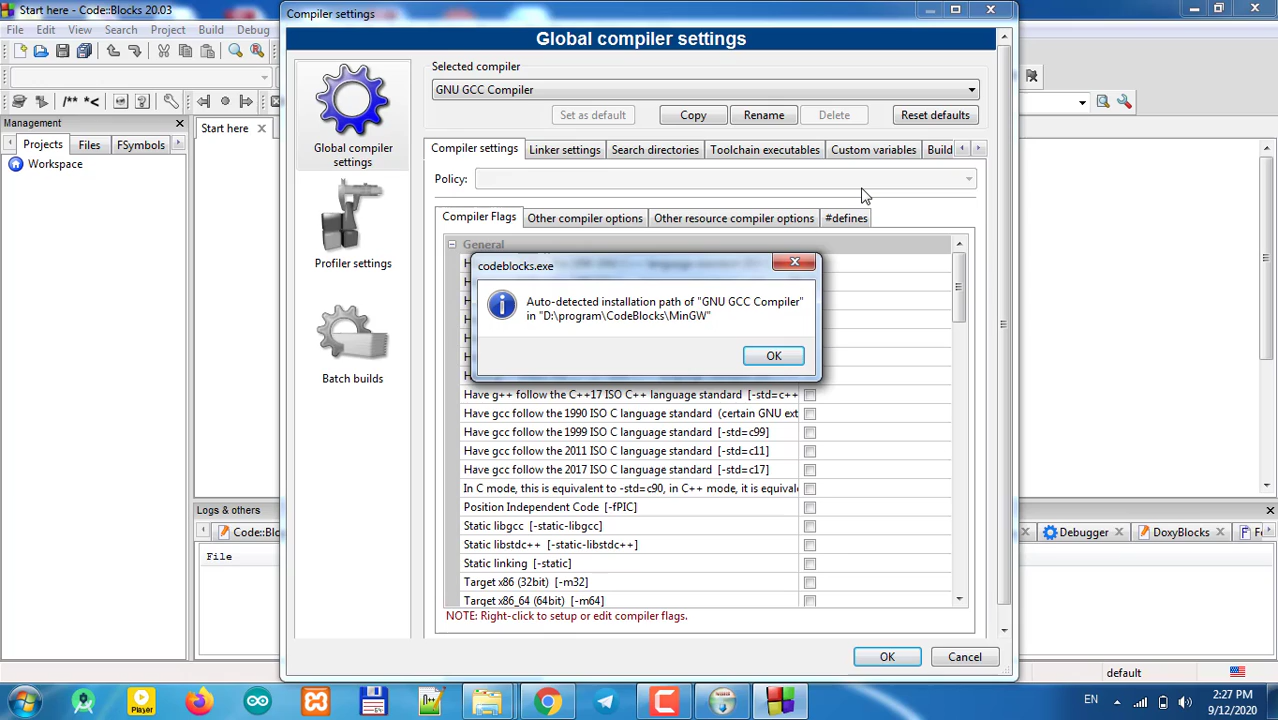 Start here - Code::Blocks 20.03
File Edit View Search Project Build Debug
Management
Projects Files FSymbols
Workspace
Start here
Logs & others
Code::Blo
File
Debugger DoxyBlocks
default
Compiler settings
Global compiler settings
Global compiler
settings
Profiler settings
Batch builds
Selected compiler
GNU GCC Compiler
Set as default Copy Rename Delete Reset defaults
Compiler settings Linker settings Search directories Toolchain executables Custom variables Build
Policy:
Compiler Flags Other compiler options Other resource compiler options #defines
General
codeblocks.exe
Auto-detected installation path of "GNU GCC Compiler"
in "D:\program\CodeBlocks\MinGW"
OK
Have g++ follow the C++17 ISO C++ language standard [-std=c++
Have gcc follow the 1990 ISO C language standard (certain GNU ext
Have gcc follow the 1999 ISO C language standard [-std=c99]
Have gcc follow the 2011 ISO C language standard [-std=c11]
Have gcc follow the 2017 ISO C language standard [-std=c17]
In C mode, this is equivalent to -std=c90, in C++ mode, it is equivale
Position Independent Code [-fPIC]
Static libgcc [-static-libgcc]
Static libstdc++ [-static-libstdc++]
Static linking [-static]
Target x86 (32bit) [-m32]
Target x86_64 (64bit) [-m64]
NOTE: Right-click to setup or edit compiler flags.
OK Cancel
Player
EN
2:27 PM
9/12/2020